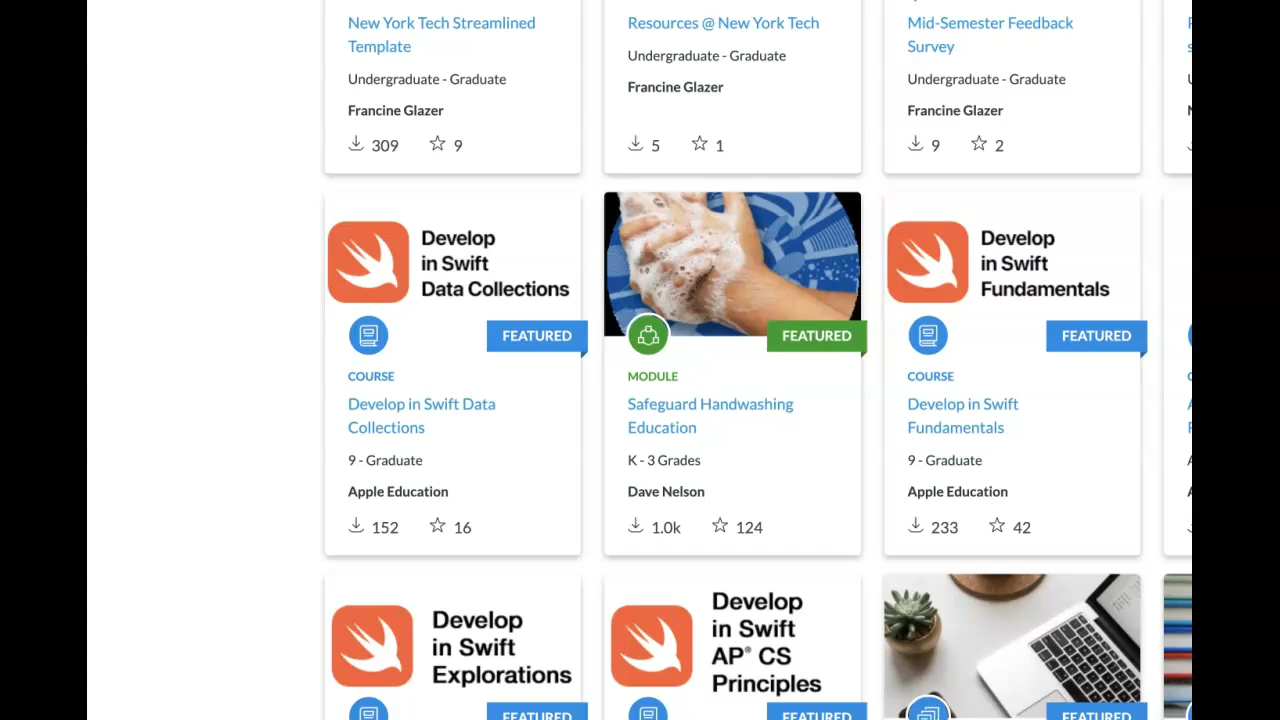 New York Tech Streamlined
Template
Undergraduate - Graduate
Francine Glazer
309 9
Resources @ New York Tech
Undergraduate - Graduate
Francine Glazer
5 1
Mid-Semester Feedback
Survey
Undergraduate - Graduate
Francine Glazer
9 2
Develop
in Swift
Data Collections
FEATURED
COURSE
Develop in Swift Data
Collections
9 - Graduate
Apple Education
152 16
FEATURED
MODULE
Safeguard Handwashing
Education
K - 3 Grades
Dave Nelson
1.0k 124
Develop
in Swift
Fundamentals
FEATURED
COURSE
Develop in Swift
Fundamentals
9 - Graduate
Apple Education
233 42
Develop
in Swift
Explorations
FEATURED
Develop
in Swift
AP® CS
Principles
FEATURED
FEATURED